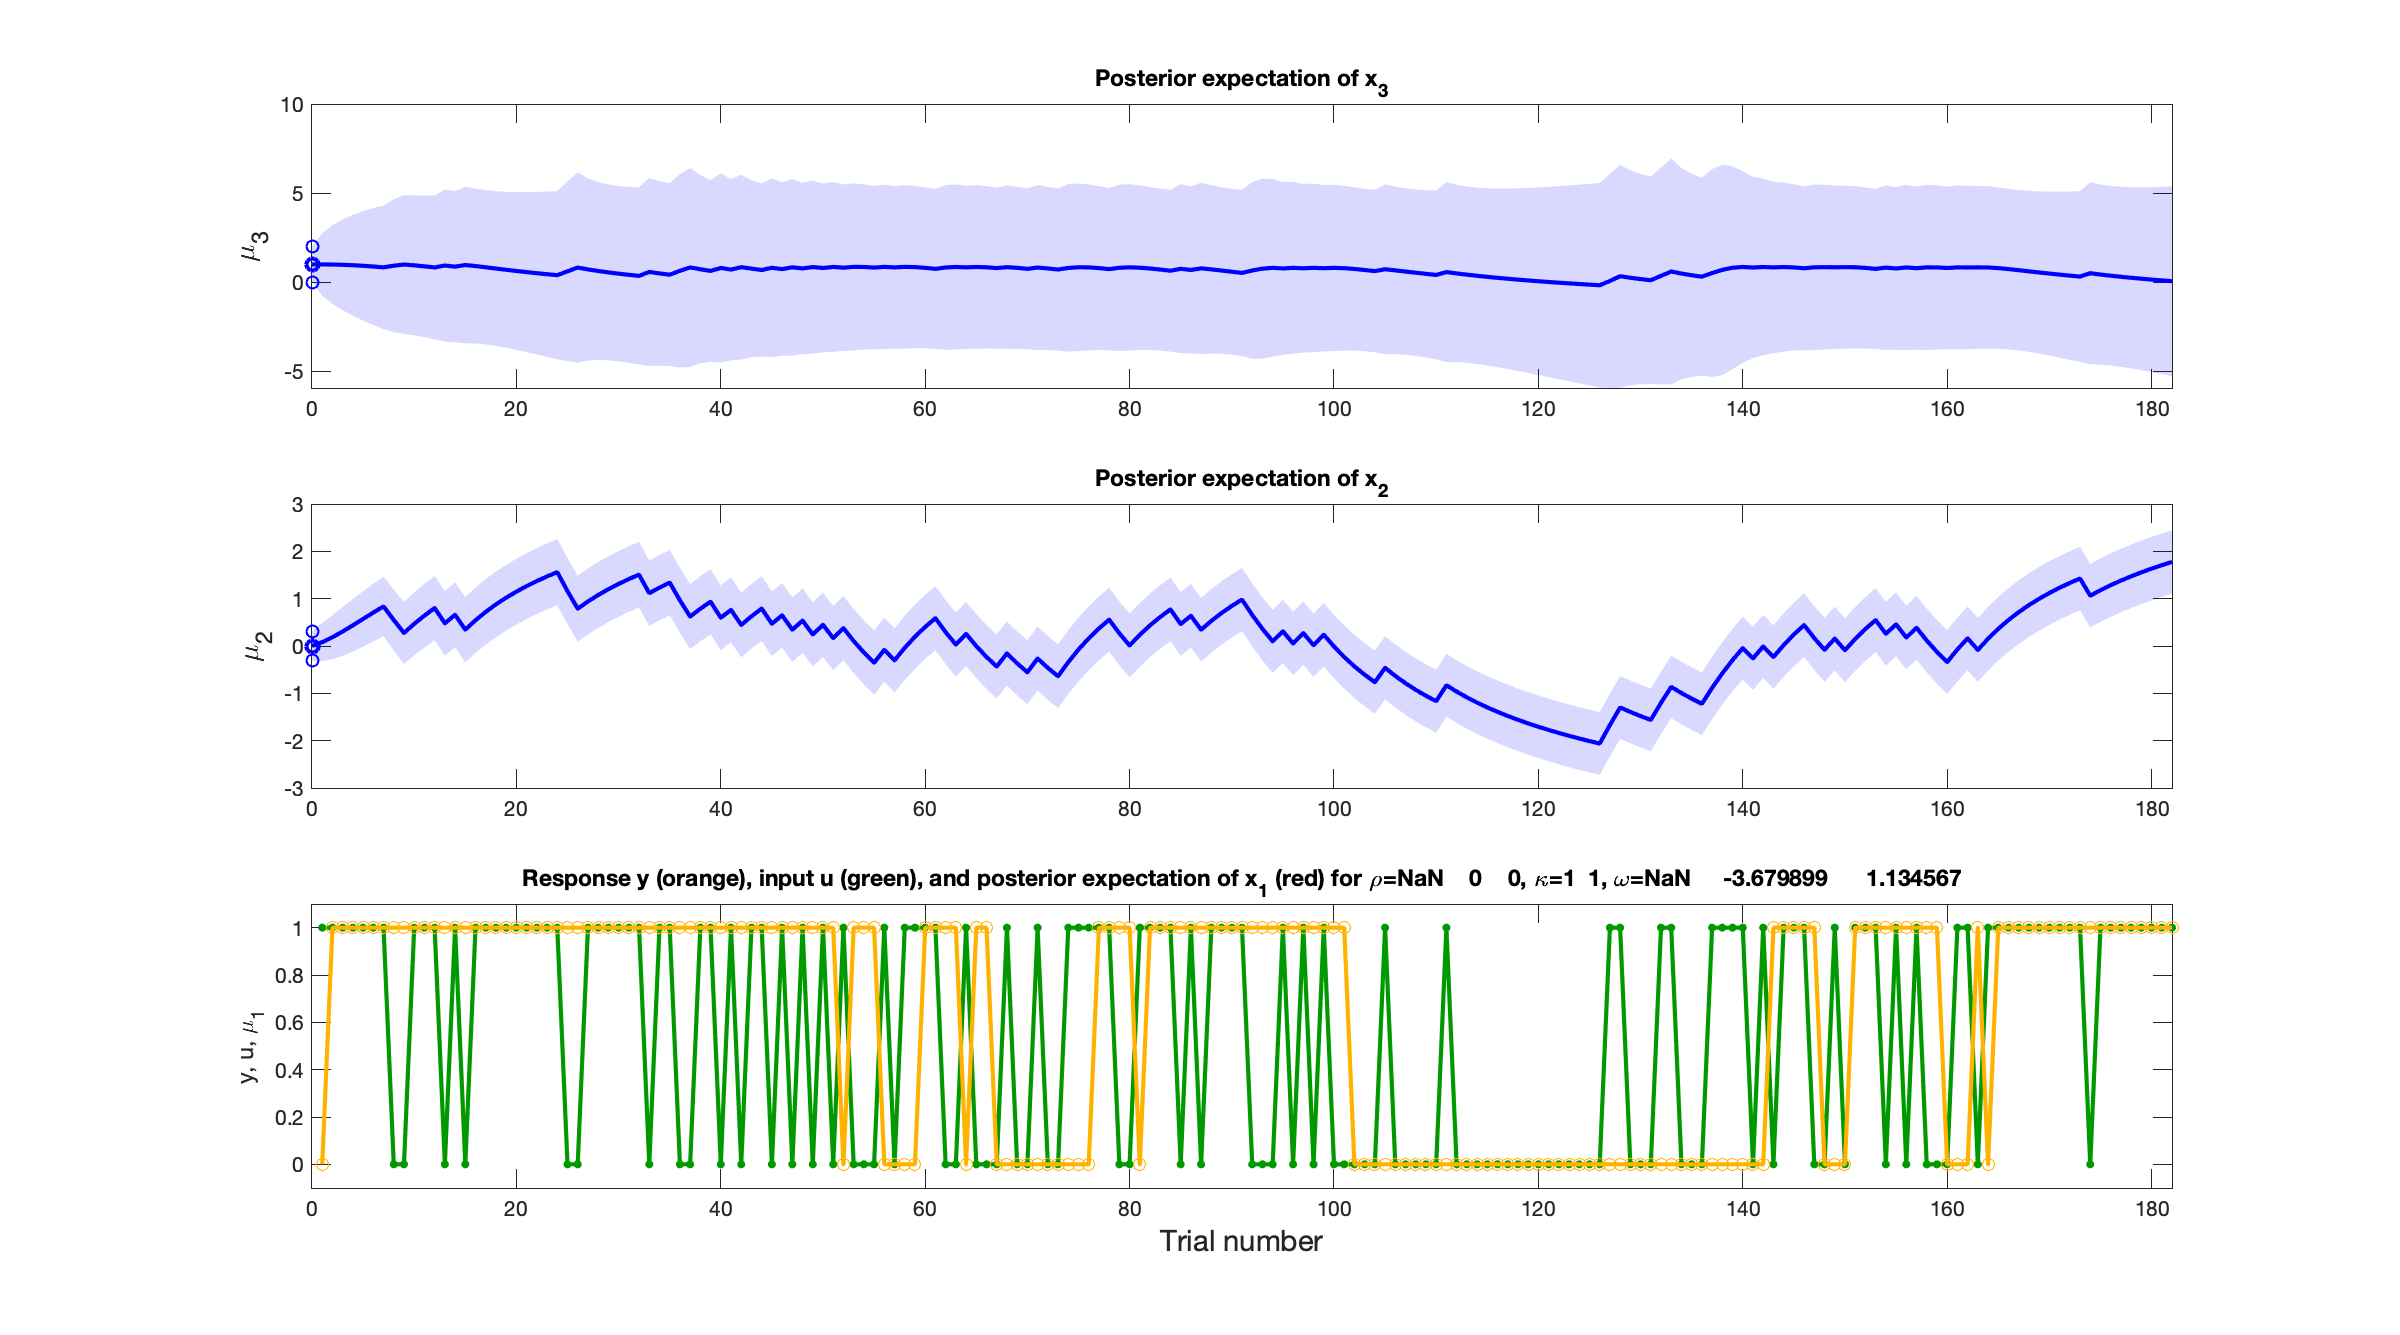 Posterior expectation of x3
10
5
0
-5
μ3
0 20 40 60 80 100 120 140 160 180
Posterior expectation of x2
3
2
1
0
-1
-2
-3
μ2
0 20 40 60 80 100 120 140 160 180
Response y (orange), input u (green), and posterior expectation of x1 (red) for ρ=NaN 0 0, κ=1 1, ω=NaN -3.679899 1.134567
1
0.8
0.6
0.4
0.2
0
y, u, μ1
0 20 40 60 80 100 120 140 160 180
Trial number